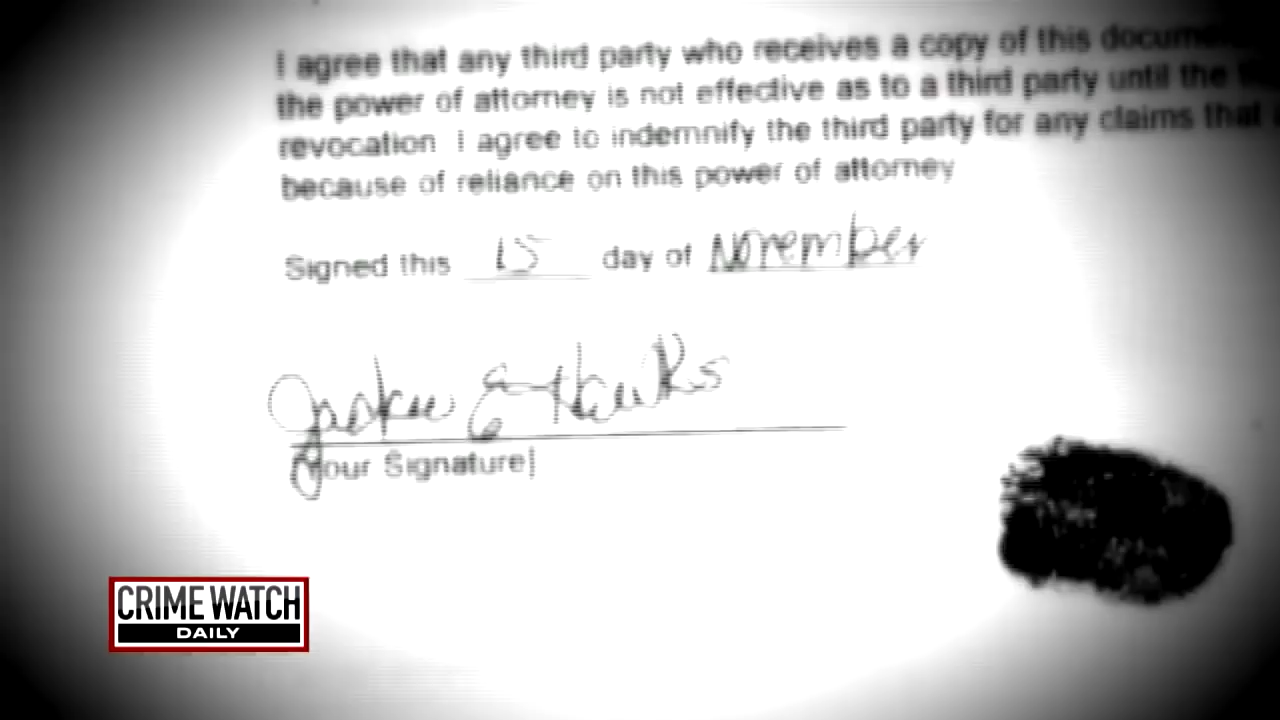 I agree that any third party who receives a copy of this
the power of attorney is not effective as to a third party until the
revocation I agree to indemnify the third party for any claims that
because of reliance on this power of attorney
Signed this 15 day of November
Jackie E Hawks
(Your Signature)
CRIME WATCH
DAILY